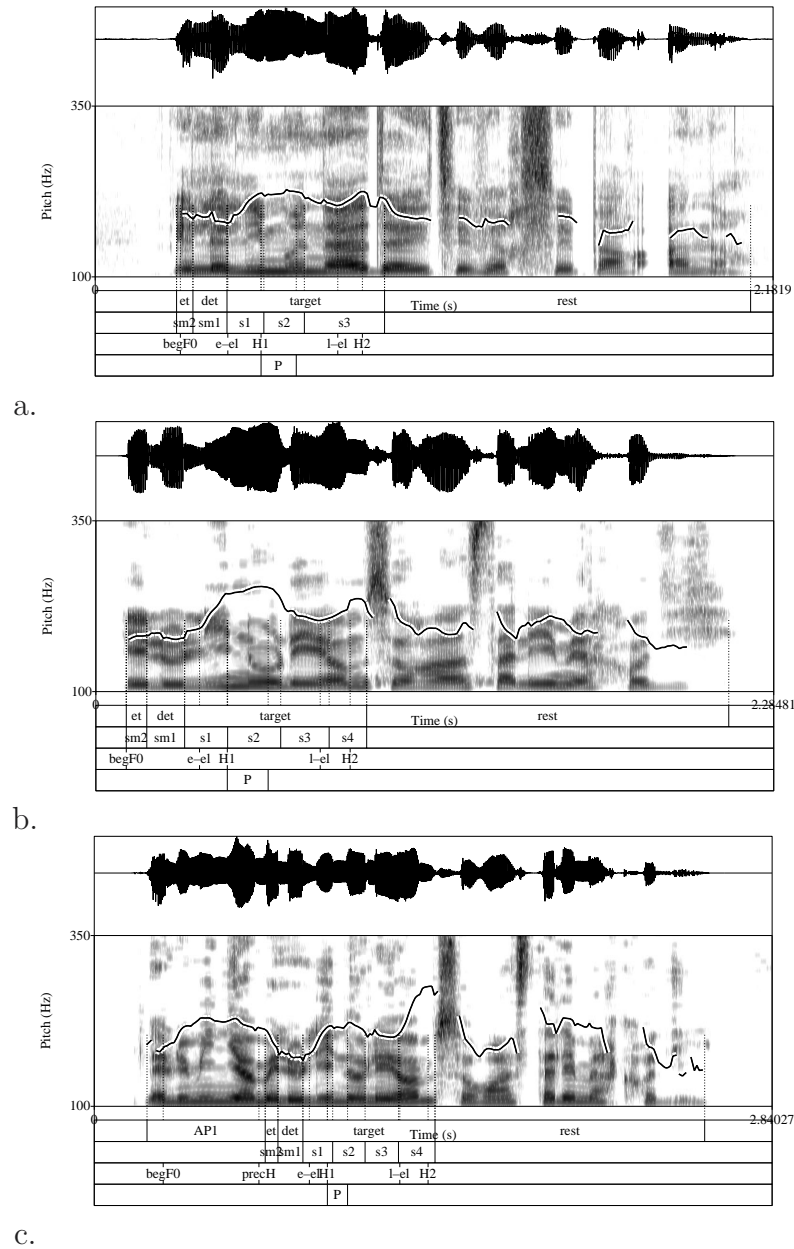 350
Pitch (Hz)
100
0 2.1819
et det target Time (s) rest
sm2 sm1 s1 s2 s3
begF0 e–el H1 l–el H2
P
a.
350
Pitch (Hz)
100
0 2.28481
et det target Time (s) rest
sm2 sm1 s1 s2 s3 s4
begF0 e–el H1 l–el H2
P
b.
350
Pitch (Hz)
100
0 2.84027
AP1 et det target Time (s) rest
sm2 sm1 s1 s2 s3 s4
begF0 precH e–el H1 l–el H2
P
c.